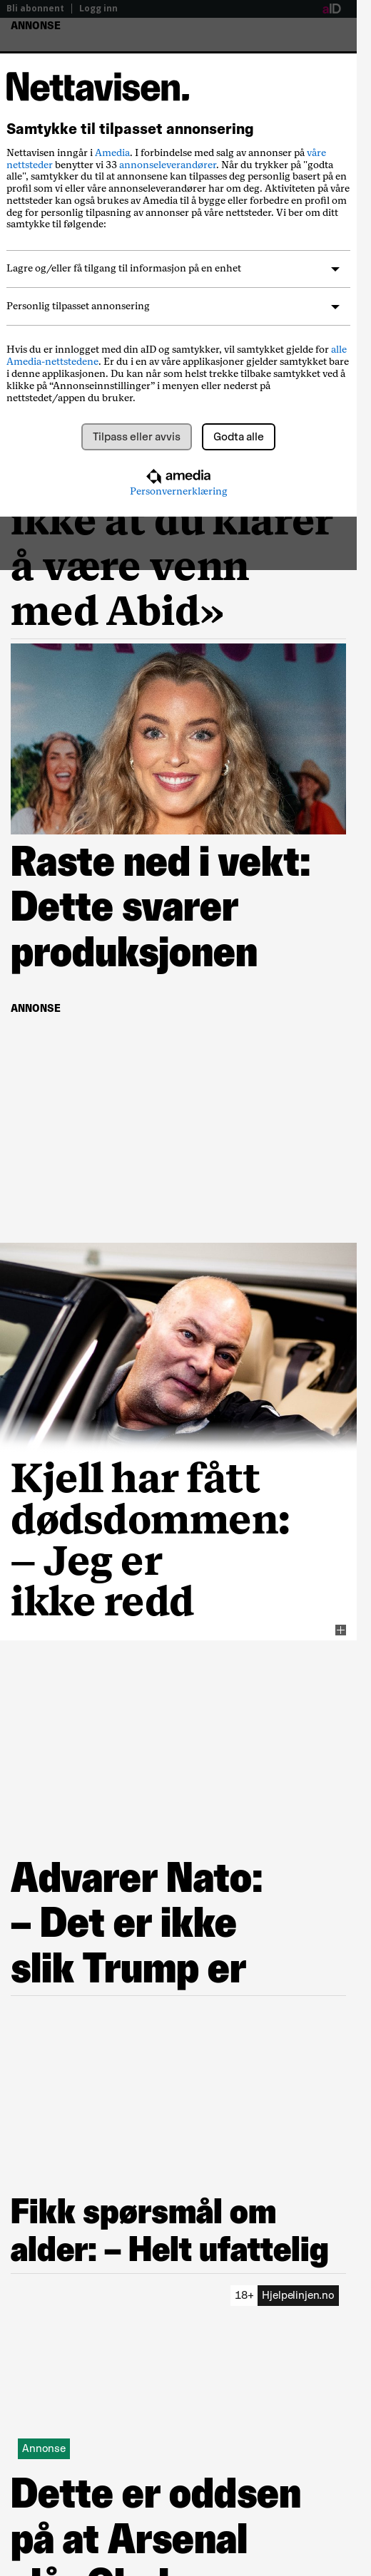 Bli abonnent | Logg inn
aID
ANNONSE
Nettavisen.
Samtykke til tilpasset annonsering
Nettavisen inngår i Amedia. I forbindelse med salg av annonser på våre
nettsteder benytter vi 33 annonseleverandører. Når du trykker på "godta
alle", samtykker du til at annonsene kan tilpasses deg personlig basert på en
profil som vi eller våre annonseleverandører har om deg. Aktiviteten på våre
nettsteder kan også brukes av Amedia til å bygge eller forbedre en profil om
deg for personlig tilpasning av annonser på våre nettsteder. Vi ber om ditt
samtykke til følgende:
Lagre og/eller få tilgang til informasjon på en enhet
Personlig tilpasset annonsering
Hvis du er innlogget med din aID og samtykker, vil samtykket gjelde for alle
Amedia-nettstedene. Er du i en av våre applikasjoner gjelder samtykket bare
i denne applikasjonen. Du kan når som helst trekke tilbake samtykket ved å
klikke på “Annonseinnstillinger” i menyen eller nederst på
nettstedet/appen du bruker.
Tilpass eller avvis
Godta alle
amedia
Personvernerklæring
ikke at du klarer
å være venn
med Abid»
Raste ned i vekt:
Dette svarer
produksjonen
ANNONSE
Kjell har fått
dødsdommen:
– Jeg er
ikke redd
Advarer Nato:
– Det er ikke
slik Trump er
Fikk spørsmål om
alder: – Helt ufattelig
18+ Hjelpelinjen.no
Annonse
Dette er oddsen
på at Arsenal